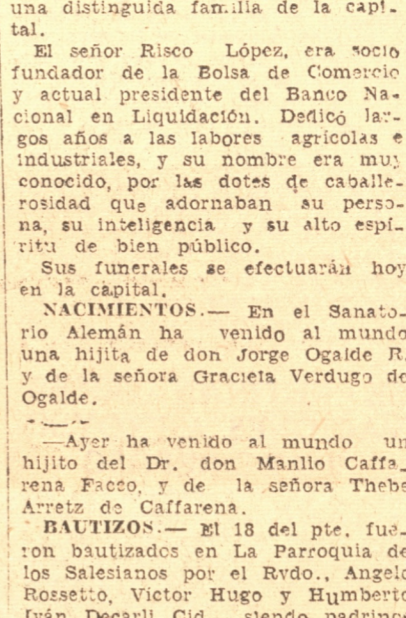 una distinguida familia de la capi-
tal.
El señor Risco López, era socio
fundador de la Bolsa de Comercio
y actual presidente del Banco Na-
cional en Liquidación. Dedicó lar-
gos años a las labores agrícolas e
industriales, y su nombre era muy
conocido, por las dotes de caballe-
rosidad que adornaban su perso-
na, su inteligencia y su alto espí-
ritu de bien público.
Sus funerales se efectuarán hoy
en la capital.
NACIMIENTOS.— En el Sanato-
rio Alemán ha venido al mundo
una hijita de don Jorge Ogalde R.
y de la señora Graciela Verdugo de
Ogalde.
—Ayer ha venido al mundo un
hijito del Dr. don Manlio Caffa-
rena Facco, y de la señora Thebe
Arretz de Caffarena.
BAUTIZOS.— El 18 del pte. fue-
ron bautizados en La Parroquia de
los Salesianos por el Rvdo., Angelo
Rossetto, Victor Hugo y Humberto
Iván Decarli Cid, siendo padrinos